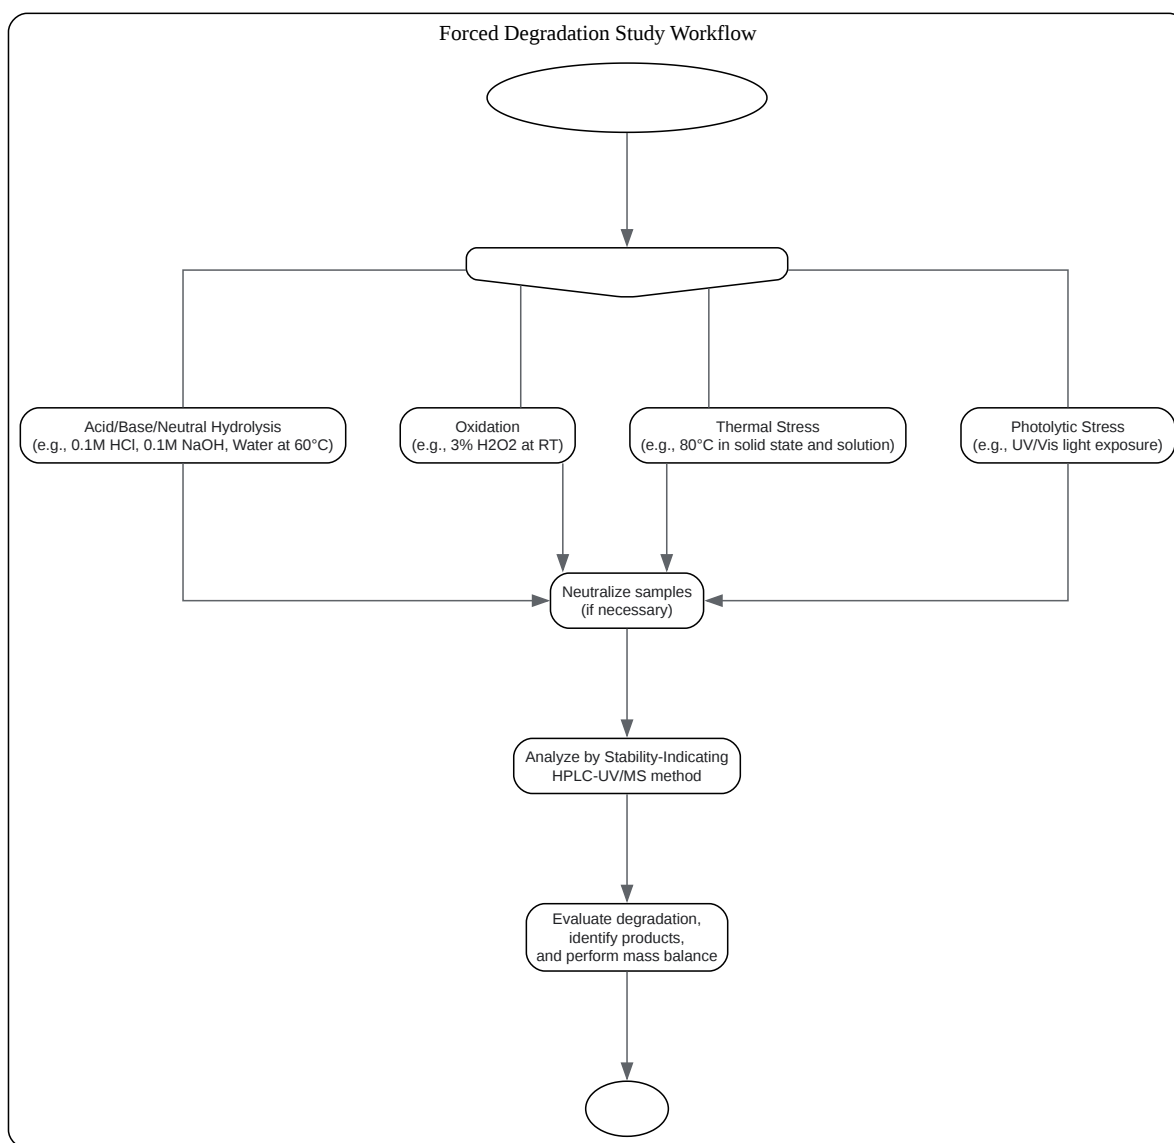 Forced Degradation Study Workflow
Acid/Base/Neutral Hydrolysis
(e.g., 0.1M HCl, 0.1M NaOH, Water at 60°C)
Oxidation
(e.g., 3% H2O2 at RT)
Thermal Stress
(e.g., 80°C in solid state and solution)
Photolytic Stress
(e.g., UV/Vis light exposure)
Neutralize samples
(if necessary)
Analyze by Stability-Indicating
HPLC-UV/MS method
Evaluate degradation,
identify products,
and perform mass balance